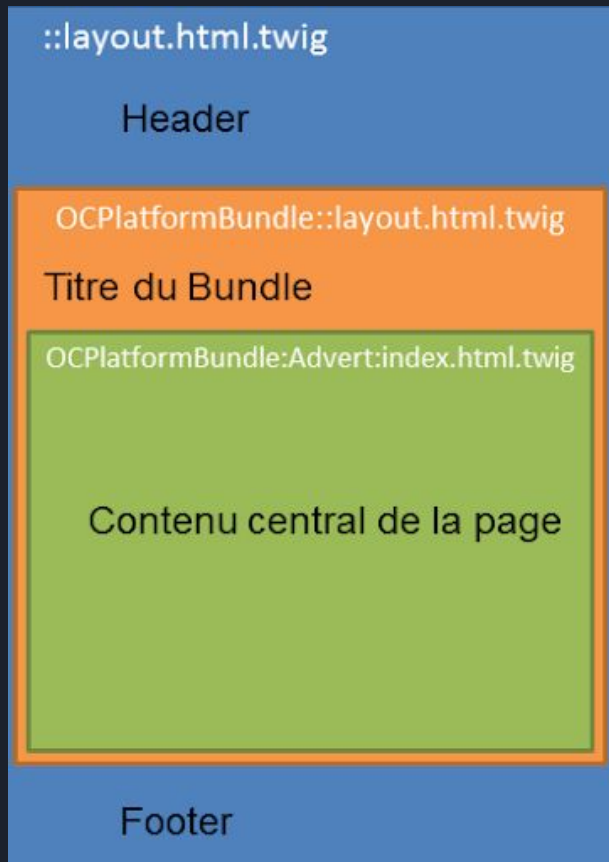 ::layout.html.twig
Header
OCPlatformBundle::layout.html.twig
Titre du Bundle
OCPlatformBundle:Advert:index.html.twig
Contenu central de la page
Footer